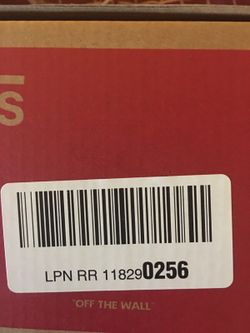 S
LPN RR 118290256
"OFF THE WALL"